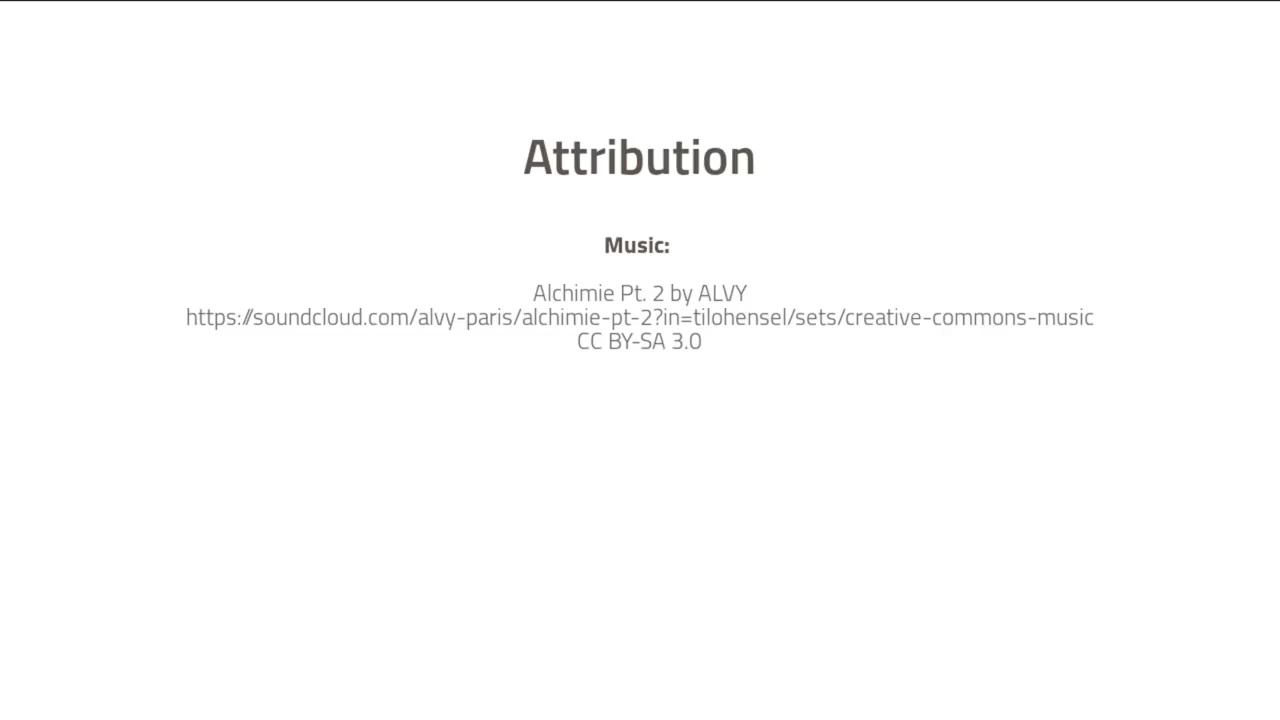 Attribution
Music:
Alchimie Pt. 2 by ALVY
https://soundcloud.com/alvy-paris/alchimie-pt-2?in=tilohensel/sets/creative-commons-music
CC BY-SA 3.0